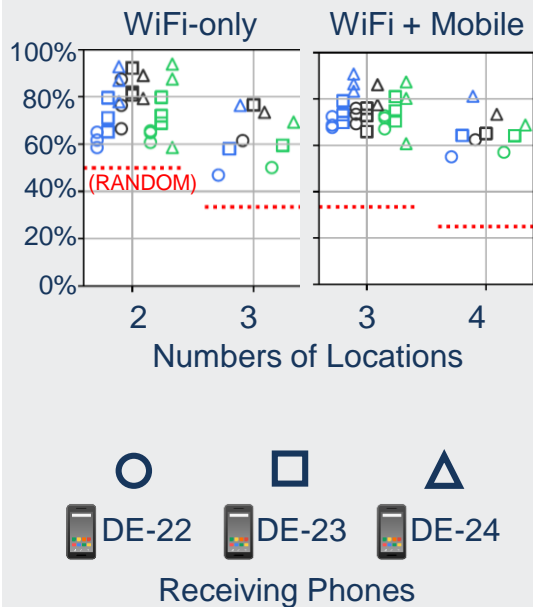 WiFi-only WiFi + Mobile
100%
80%
60%
40%
20%
0%
(RANDOM)
2 3 3 4
Numbers of Locations
DE-22 DE-23 DE-24
Receiving Phones